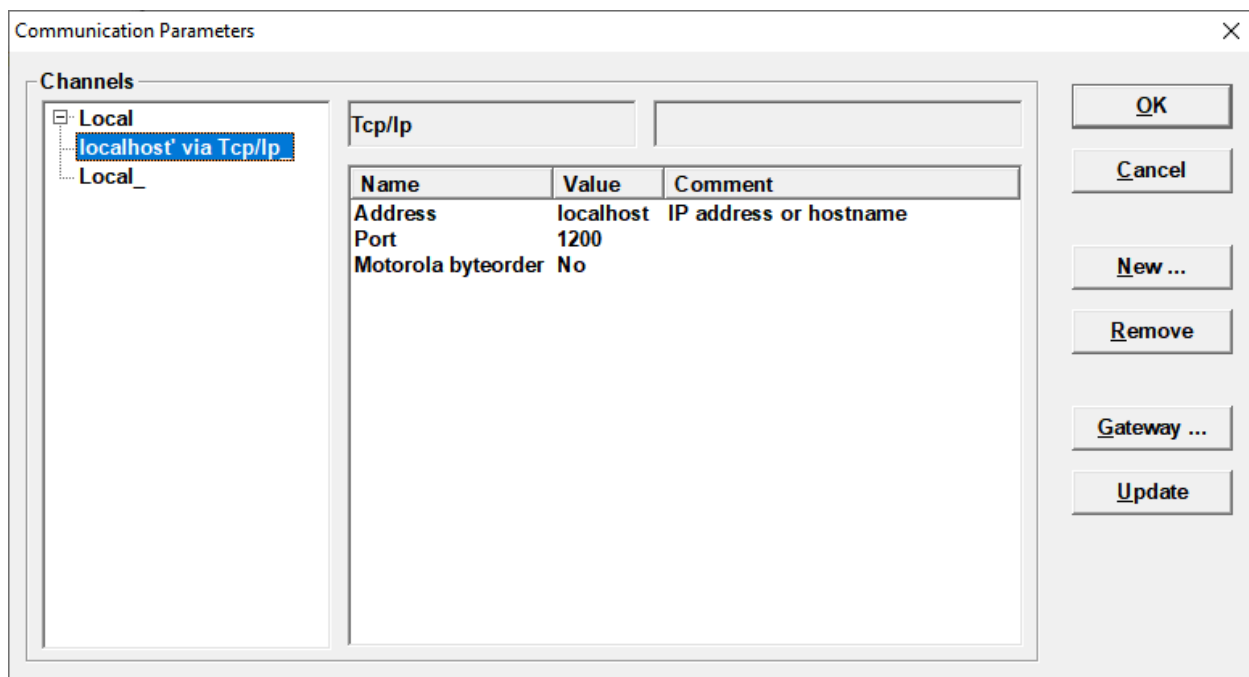 Communication Parameters
Channels
Local
localhost' via Tcp/Ip_
Local_
Tcp/Ip
Name Value Comment
Address localhost IP address or hostname
Port 1200
Motorola byteorder No
OK
Cancel
New ...
Remove
Gateway ...
Update